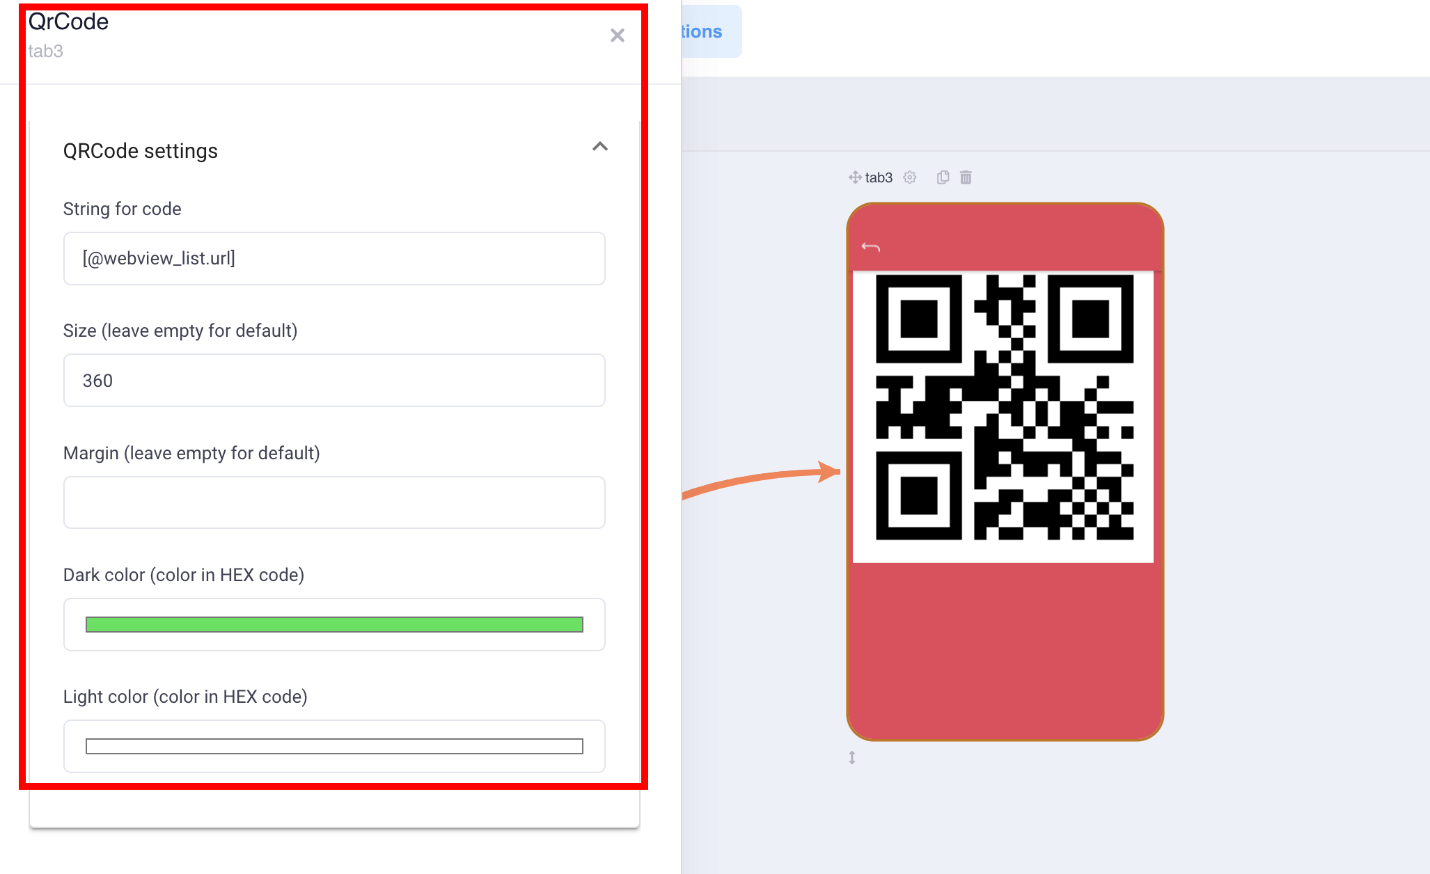 QrCode
tab3
tions
QRCode settings
String for code
[@webview_list.url]
Size (leave empty for default)
360
Margin (leave empty for default)
Dark color (color in HEX code)
Light color (color in HEX code)
tab3